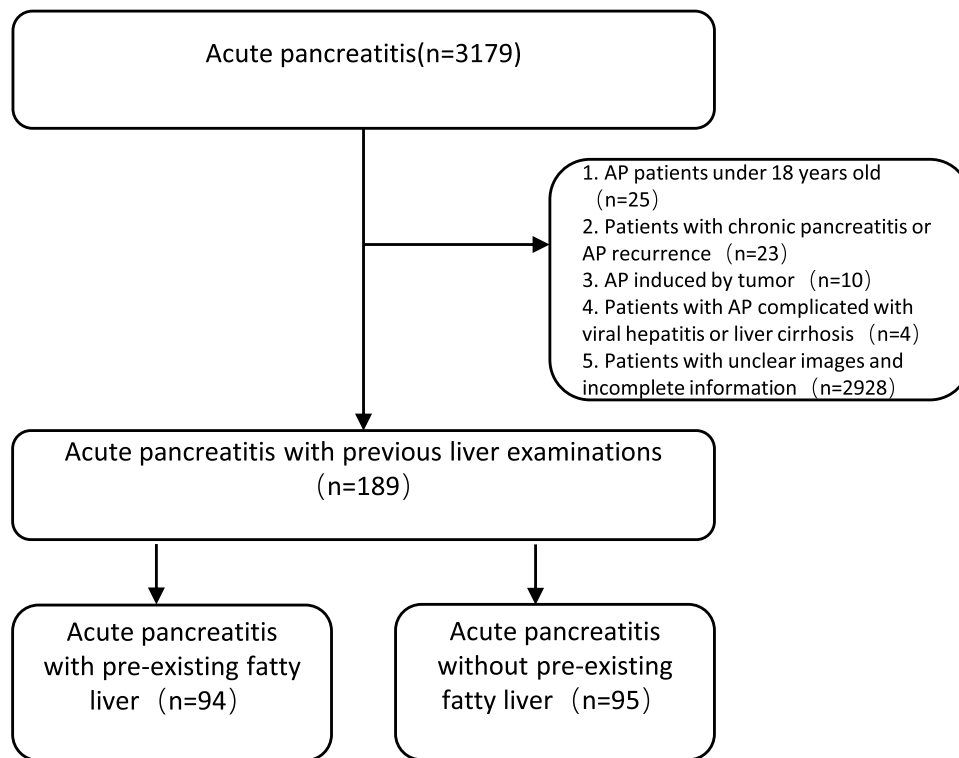 Acute pancreatitis(n=3179)
1. AP patients under 18 years old
（n=25）
2. Patients with chronic pancreatitis or
AP recurrence（n=23）
3. AP induced by tumor（n=10）
4. Patients with AP complicated with
viral hepatitis or liver cirrhosis（n=4）
5. Patients with unclear images and
incomplete information（n=2928）
Acute pancreatitis with previous liver examinations
（n=189）
Acute pancreatitis
with pre-existing fatty
liver（n=94）
Acute pancreatitis
without pre-existing
fatty liver（n=95）